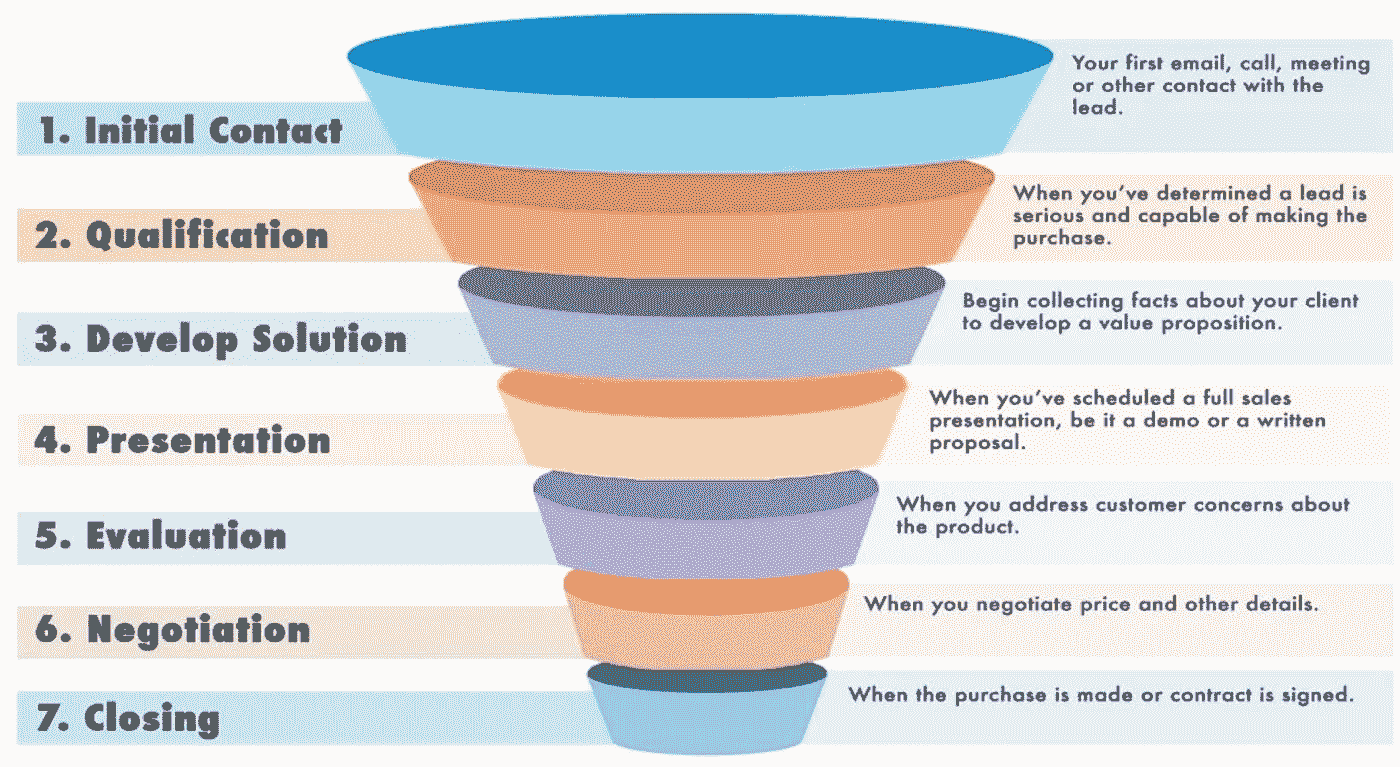 1. Initial Contact
Your first email, call, meeting
or other contact with the
lead.
2. Qualification
When you've determined a lead is
serious and capable of making the
purchase.
3. Develop Solution
Begin collecting facts about your client
to develop a value proposition.
4. Presentation
When you've scheduled a full sales
presentation, be it a demo or a written
proposal.
5. Evaluation
When you address customer concerns about
the product.
6. Negotiation
When you negotiate price and other details.
7. Closing
When the purchase is made or contract is signed.